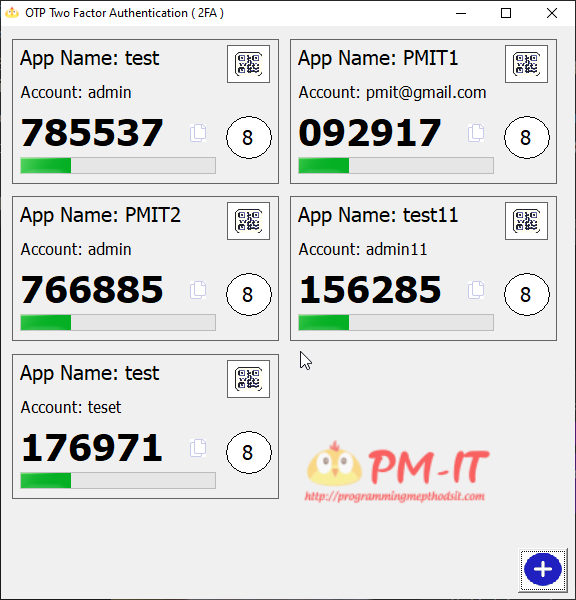 OTP Two Factor Authentication ( 2FA )
App Name: test
Account: admin
785537
8
App Name: PMIT1
Account: pmit@gmail.com
092917
8
App Name: PMIT2
Account: admin
766885
8
App Name: test11
Account: admin11
156285
8
App Name: test
Account: teset
176971
8
PM-IT
http://programmingmepthodsit.com